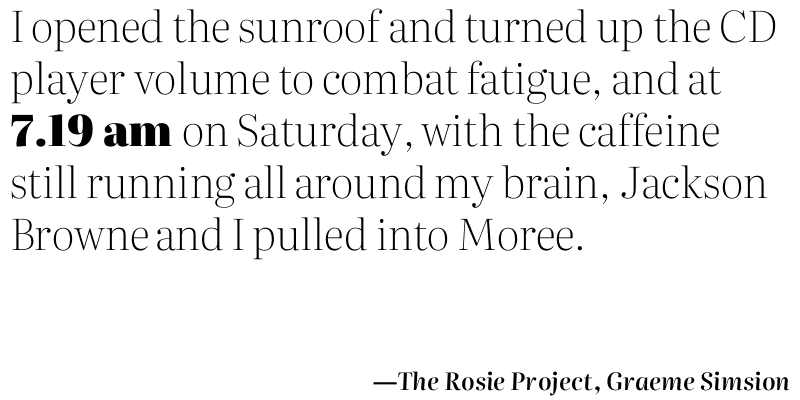 I opened the sunroof and turned up the CD
player volume to combat fatigue, and at
7.19 am on Saturday, with the caffeine
still running all around my brain, Jackson
Browne and I pulled into Moree.
—The Rosie Project, Graeme Simsion